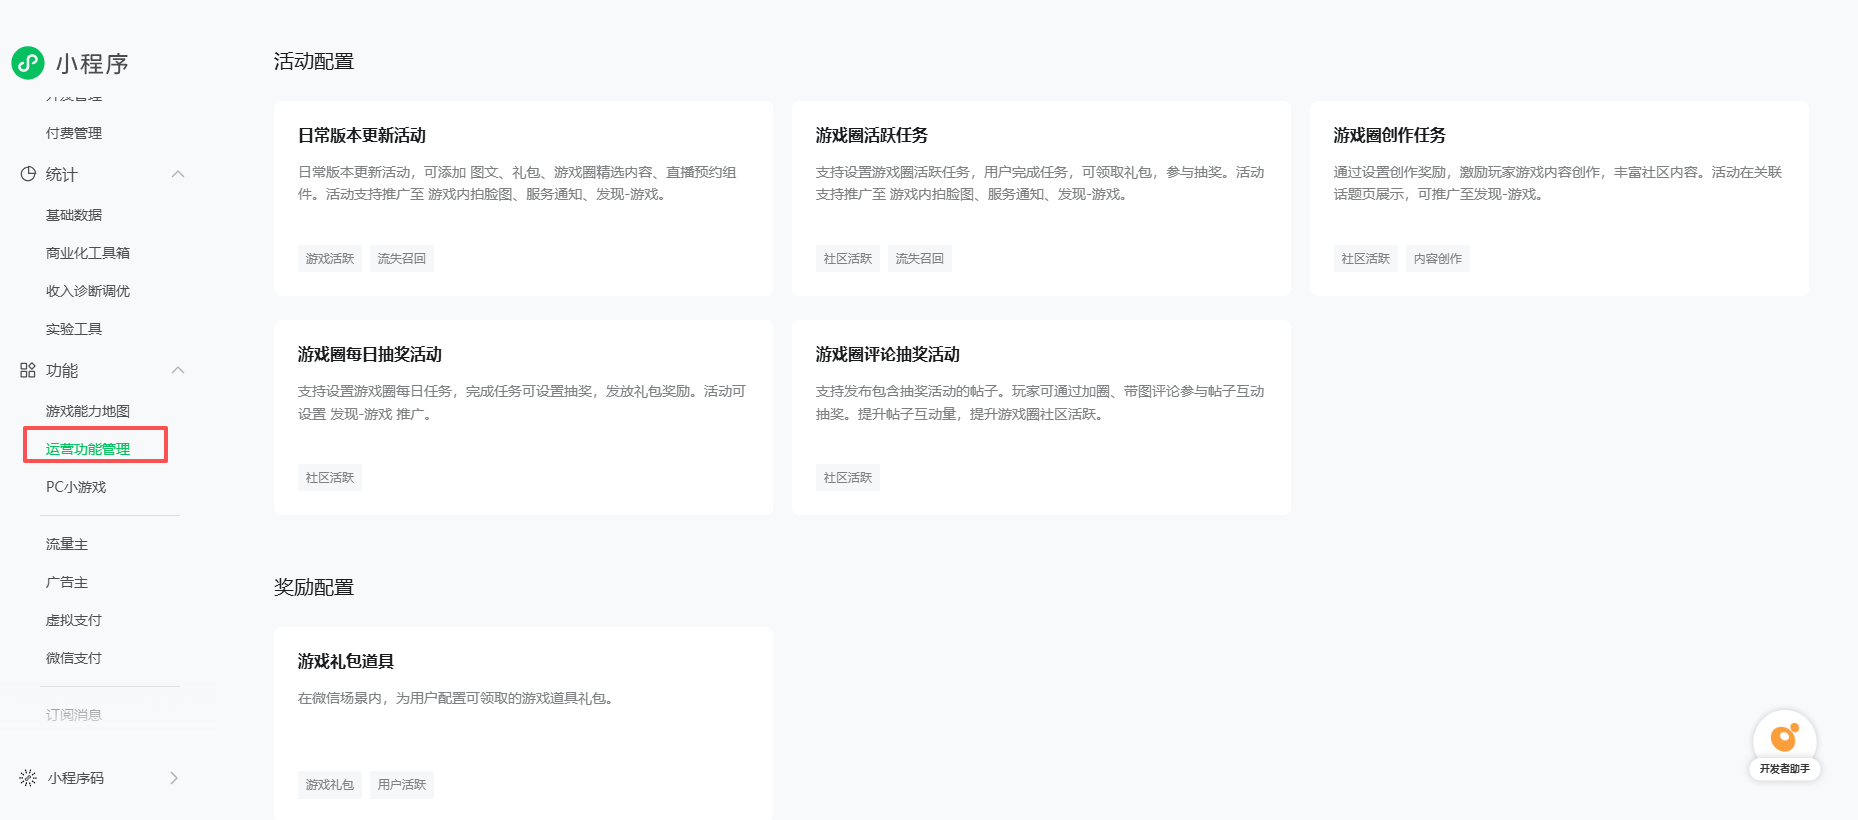 小程序
开发管理
付费管理
统计
基础数据
商业化工具箱
收入诊断调优
实验工具
功能
游戏能力地图
运营功能管理
PC小游戏
流量主
广告主
虚拟支付
微信支付
订阅消息
小程序码
活动配置
日常版本更新活动
日常版本更新活动，可添加 图文、礼包、游戏圈精选内容、直播预约组
件。活动支持推广至 游戏内拍脸图、服务通知、发现-游戏。
游戏活跃
流失召回
游戏圈活跃任务
支持设置游戏圈活跃任务，用户完成任务，可领取礼包，参与抽奖。活动
支持推广至 游戏内拍脸图、服务通知、发现-游戏。
社区活跃
流失召回
游戏圈创作任务
通过设置创作奖励，激励玩家游戏内容创作，丰富社区内容。活动在关联
话题页展示，可推广至发现-游戏。
社区活跃
内容创作
游戏圈每日抽奖活动
支持设置游戏圈每日任务，完成任务可设置抽奖，发放礼包奖励。活动可
设置 发现-游戏 推广。
社区活跃
游戏圈评论抽奖活动
支持发布包含抽奖活动的帖子。玩家可通过加圈、带图评论参与帖子互动
抽奖。提升帖子互动量，提升游戏圈社区活跃。
社区活跃
奖励配置
游戏礼包道具
在微信场景内，为用户配置可领取的游戏道具礼包。
游戏礼包
用户活跃
开发者助手